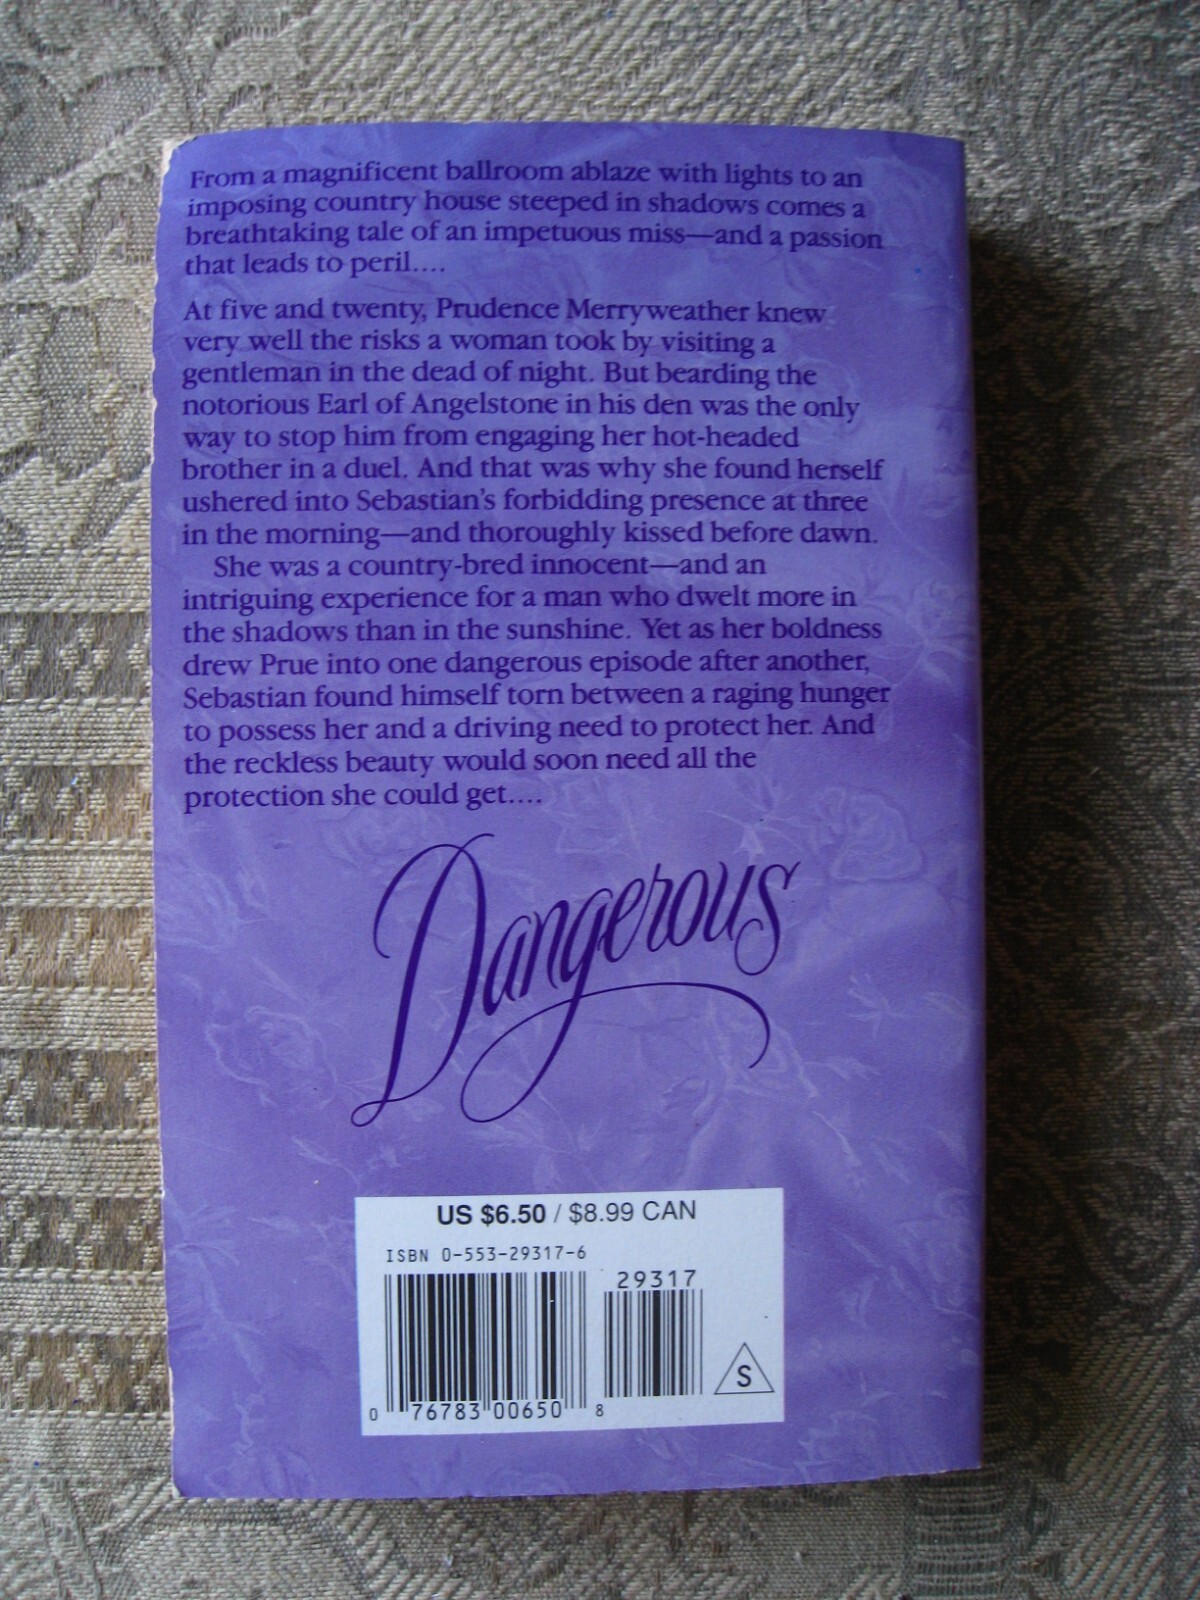 From a magnificent ballroom ablaze with lights to an
imposing country house steeped in shadows comes a
breathtaking tale of an impetuous miss—and a passion
that leads to peril....
At five and twenty, Prudence Merryweather knew
very well the risks a woman took by visiting a
gentleman in the dead of night. But bearding the
notorious Earl of Angelstone in his den was the only
way to stop him from engaging her hot-headed
brother in a duel. And that was why she found herself
ushered into Sebastian's forbidding presence at three
in the morning—and thoroughly kissed before dawn.
She was a country-bred innocent—and an
intriguing experience for a man who dwelt more in
the shadows than in the sunshine. Yet as her boldness
drew Prue into one dangerous episode after another,
Sebastian found himself torn between a raging hunger
to possess her and a driving need to protect her. And
the reckless beauty would soon need all the
protection she could get....
Dangerous
US $6.50 / $8.99 CAN
ISBN 0-553-29317-6
29317
S
0 76783 00650 8